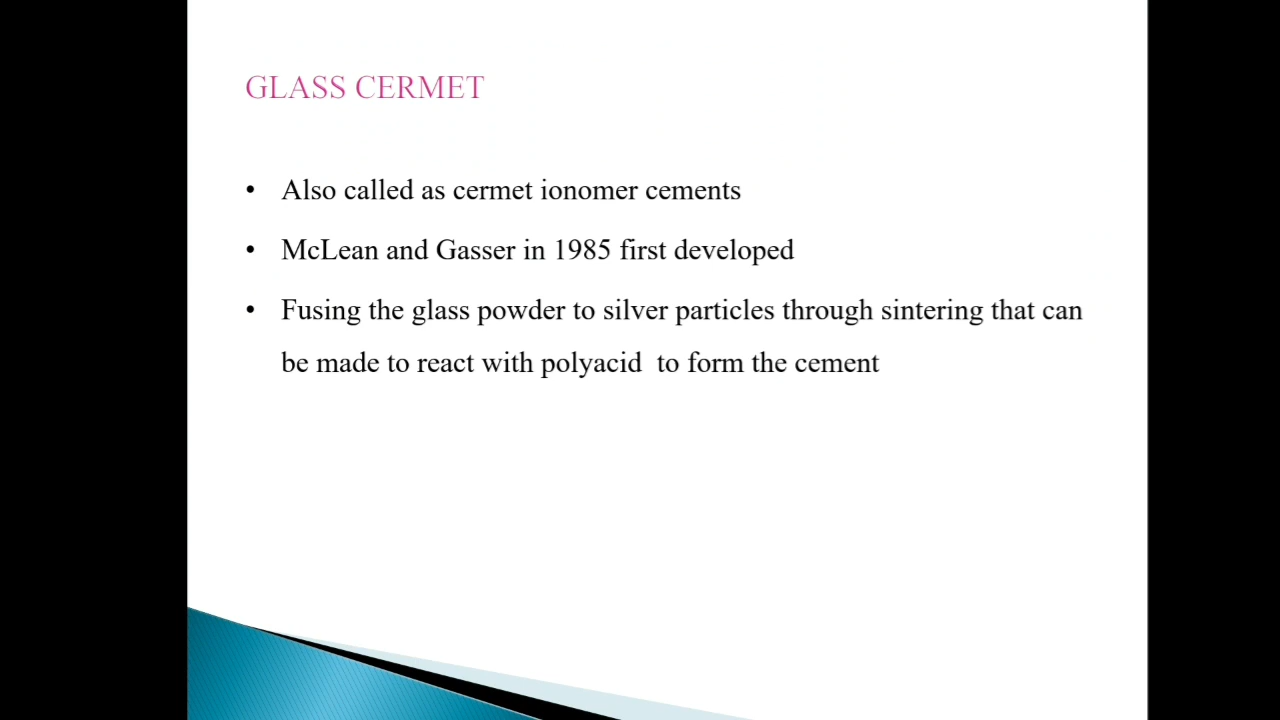 GLASS CERMET
• Also called as cermet ionomer cements
• McLean and Gasser in 1985 first developed
• Fusing the glass powder to silver particles through sintering that can
be made to react with polyacid  to form the cement